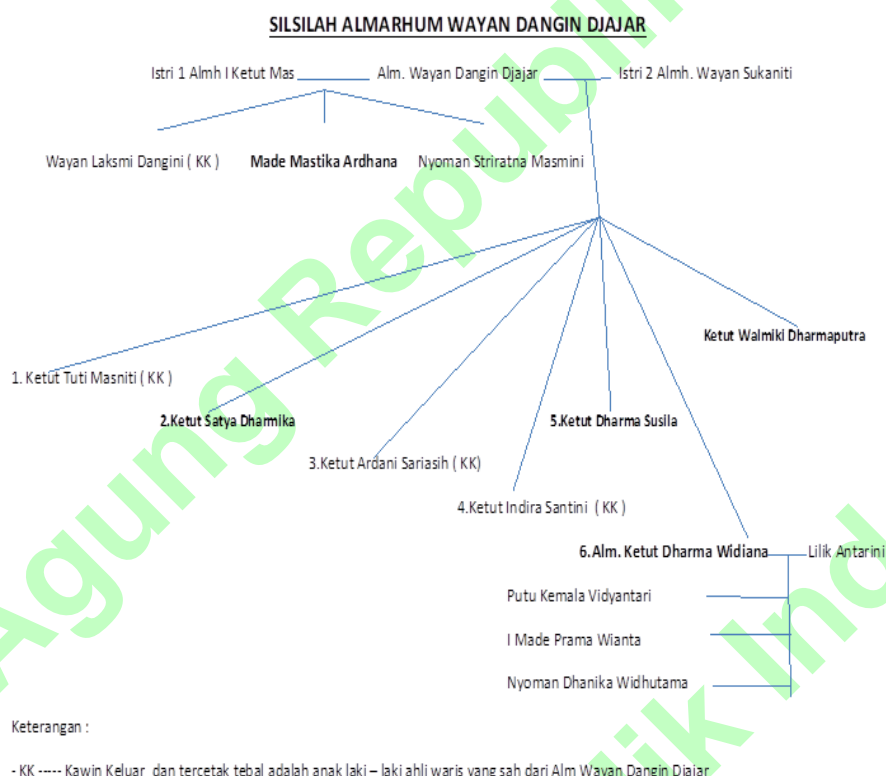 SILSILAH ALMARHUM WAYAN DANGIN DJAJAR
Istri 1 Almh I Ketut Mas Alm. Wayan Dangin Djajar Istri 2 Almh. Wayan Sukaniti
Wayan Laksmi Dangini ( KK ) Made Mastika Ardhana Nyoman Striratna Masmini
Ketut Walmiki Dharmaputra
1. Ketut Tuti Masniti ( KK )
2.Ketut Satya Dharmika 5.Ketut Dharma Susila
3.Ketut Ardani Sariasih ( KK)
4.Ketut Indira Santini ( KK )
6.Alm. Ketut Dharma Widiana Lilik Antarini
Putu Kemala Vidyantari
I Made Prama Wianta
Nyoman Dhanika Widhutama
Keterangan :
- KK ----- Kawin Keluar dan tercetak tebal adalah anak laki – laki ahli waris yang sah dari Alm Wayan Dangin Djajar
Agung Republik
blik Indo